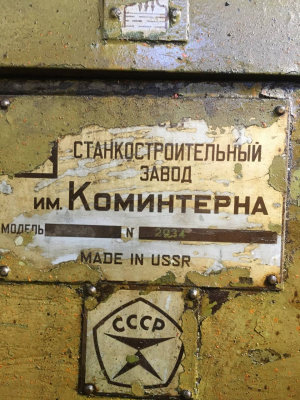 СТАНКОСТРОИТЕЛЬНЫЙ
ЗАВОД
ИМ. КОМИНТЕРНА
МОДЕЛЬ N
MADE IN USSR
СССР